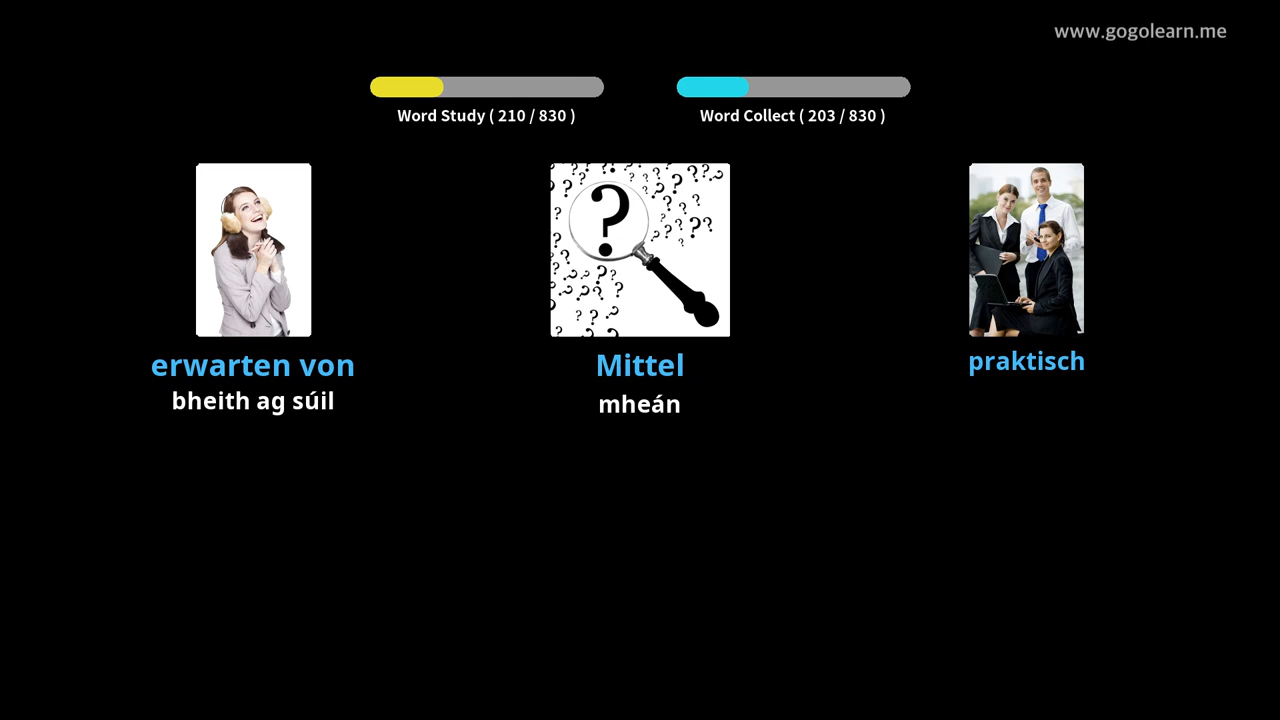 www.gogolearn.me
Word Study ( 210 / 830 )
Word Collect ( 203 / 830 )
erwarten von
bheith ag súil
Mittel
mheán
praktisch